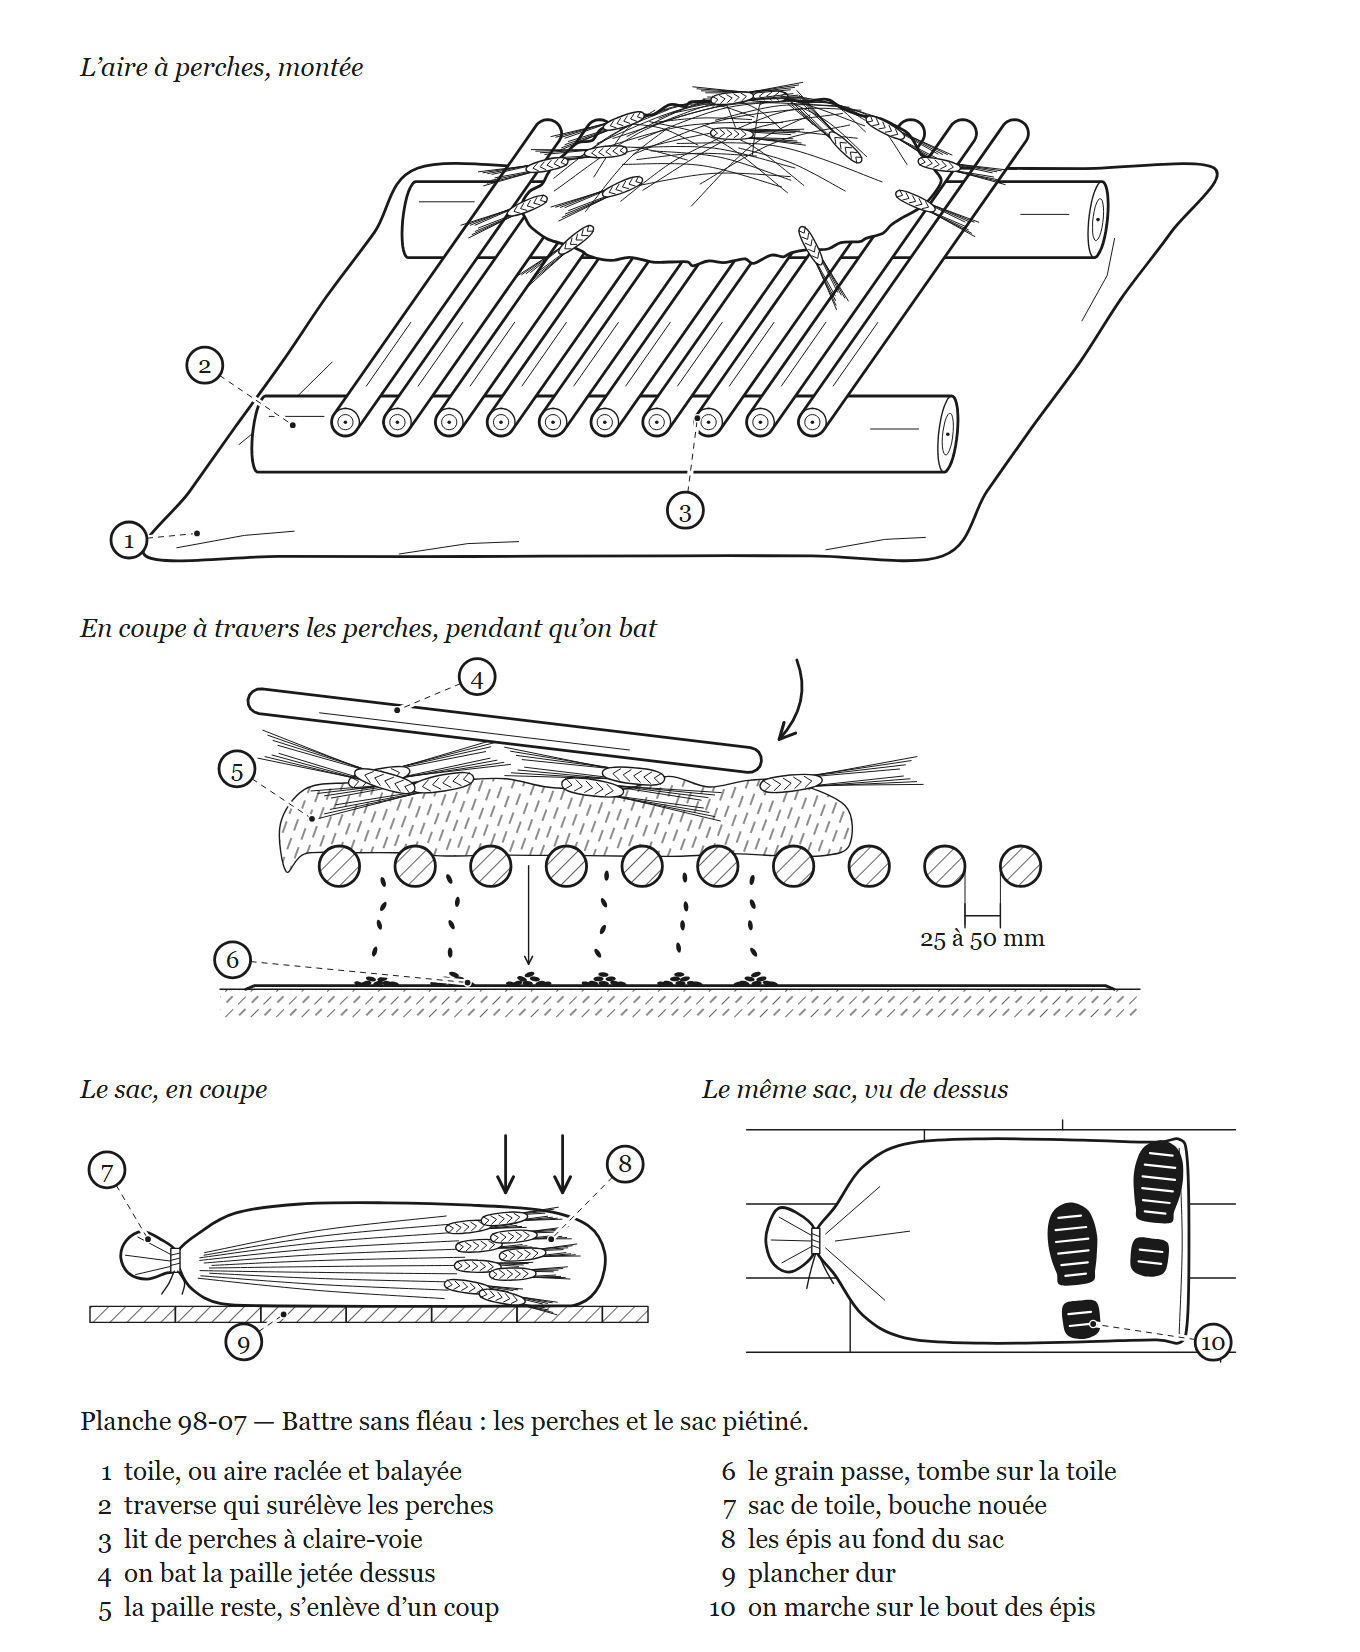 L’aire à perches, montée
2
3
1
En coupe à travers les perches, pendant qu’on bat
4
5
25 à 50 mm
6
Le sac, en coupe
Le même sac, vu de dessus
7
8
9
10
Planche 98-07 — Battre sans fléau : les perches et le sac piétiné.
1 toile, ou aire raclée et balayée
2 traverse qui surélève les perches
3 lit de perches à claire-voie
4 on bat la paille jetée dessus
5 la paille reste, s’enlève d’un coup
6 le grain passe, tombe sur la toile
7 sac de toile, bouche nouée
8 les épis au fond du sac
9 plancher dur
10 on marche sur le bout des épis